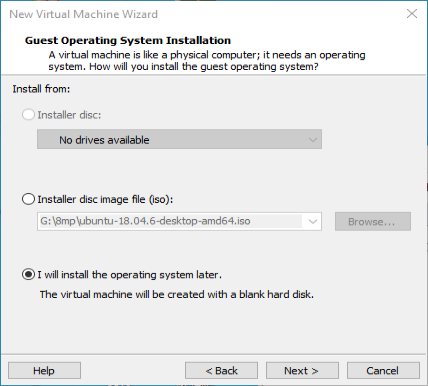 New Virtual Machine Wizard
Guest Operating System Installation
A virtual machine is like a physical computer; it needs an operating
system. How will you install the guest operating system?
Install from:
Installer disc:
No drives available
Installer disc image file (iso):
G:\8mp\ubuntu-18.04.6-desktop-amd64.iso
Browse...
I will install the operating system later.
The virtual machine will be created with a blank hard disk.
Help
< Back
Next >
Cancel